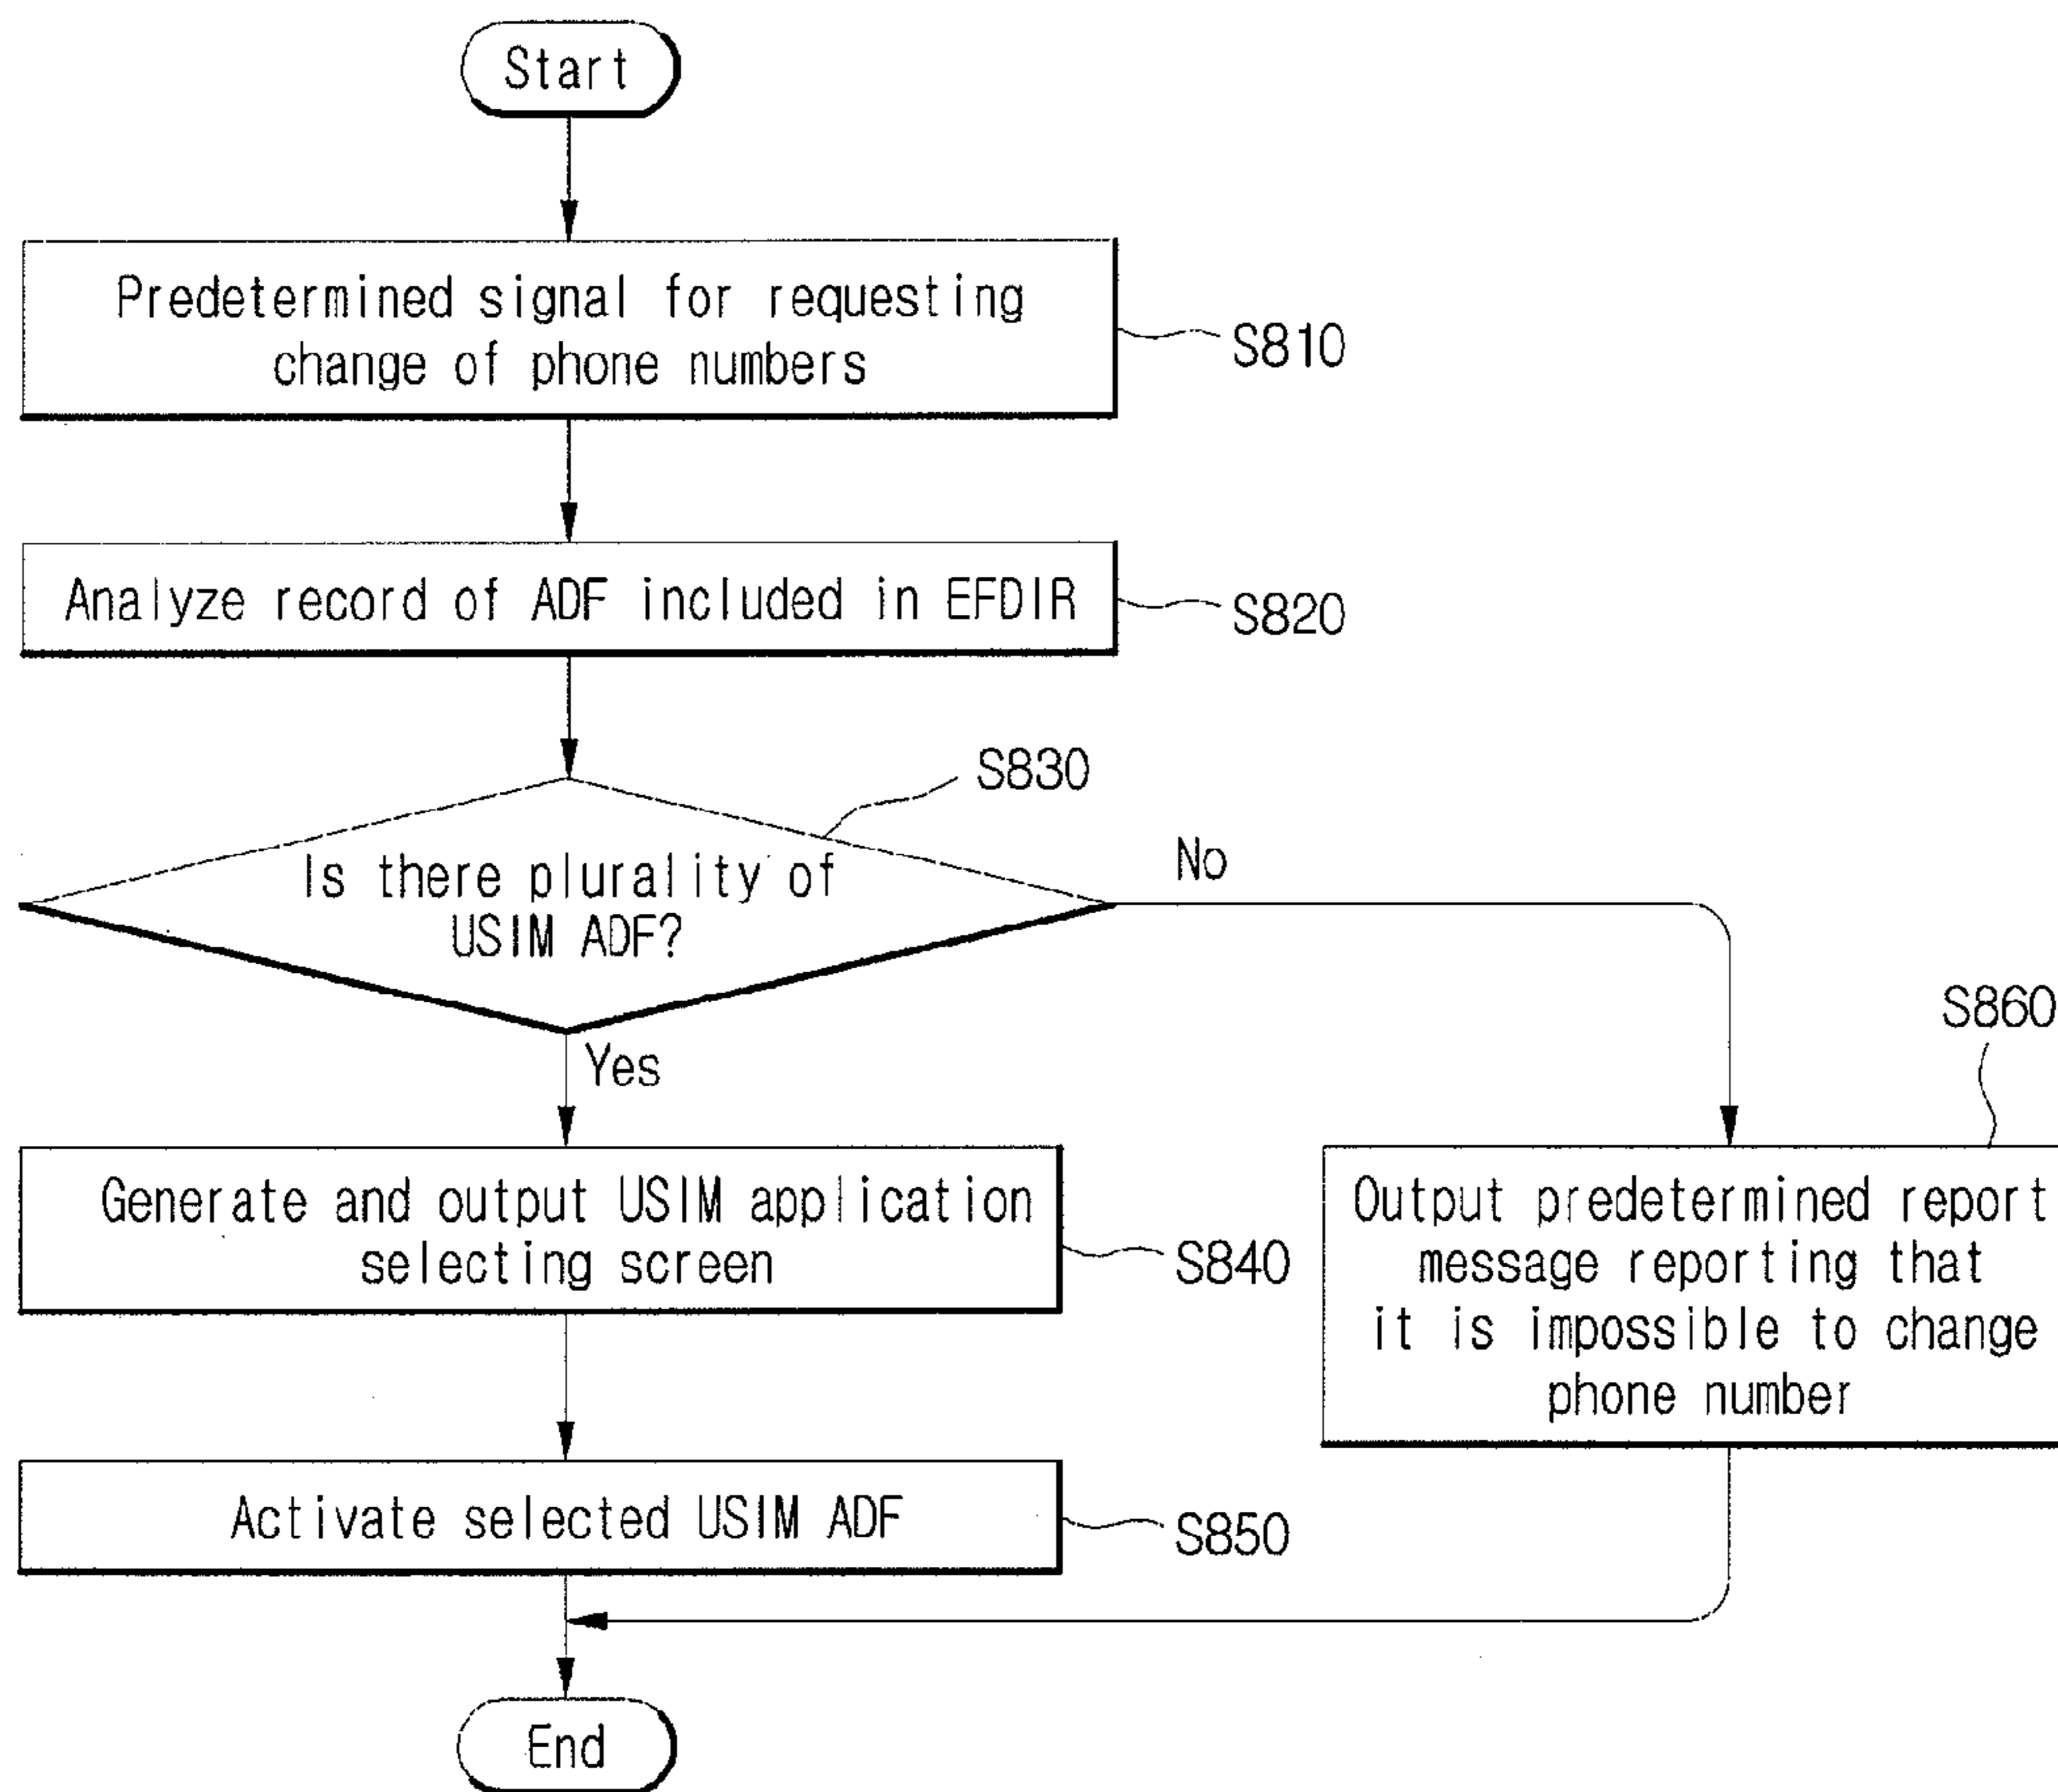 Start
Predetermined signal for requesting
change of phone numbers
S810
Analyze record of ADF included in EFDIR
S820
S830
Is there plurality of
USIM ADF?
No
Yes
S860
Generate and output USIM application
selecting screen
S840
Output predetermined report
message reporting that
it is impossible to change
phone number
Activate selected USIM ADF
S850
End